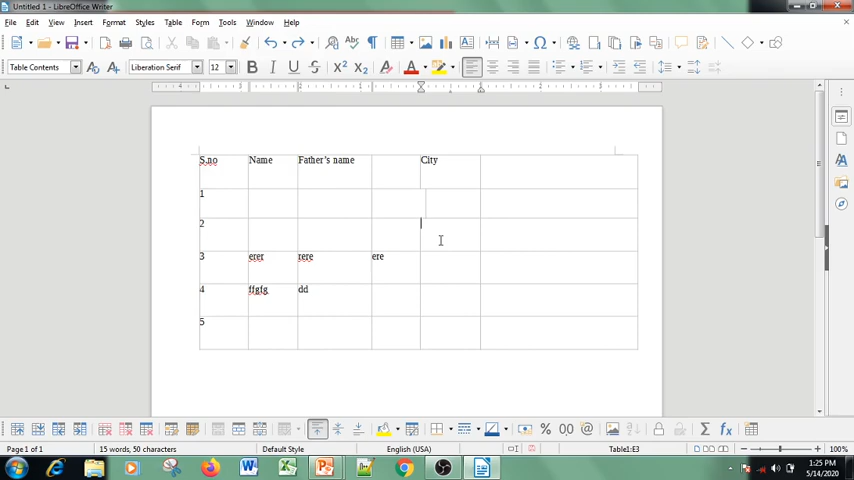 Untitled 1 - LibreOffice Writer
File Edit View Insert Format Styles Table Form Tools Window Help
Table Contents Liberation Serif 12
S.no Name Father's name City
1
2
3 erer rere ere
4 ffgfg dd
5
Page 1 of 1 15 words, 50 characters Default Style English (USA) Table1:E3 100%
1:25 PM
5/14/2020